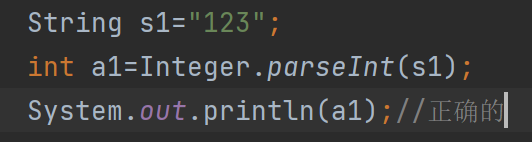 String s1="123";
int a1=Integer.parseInt(s1);
System.out.println(a1);//正确的